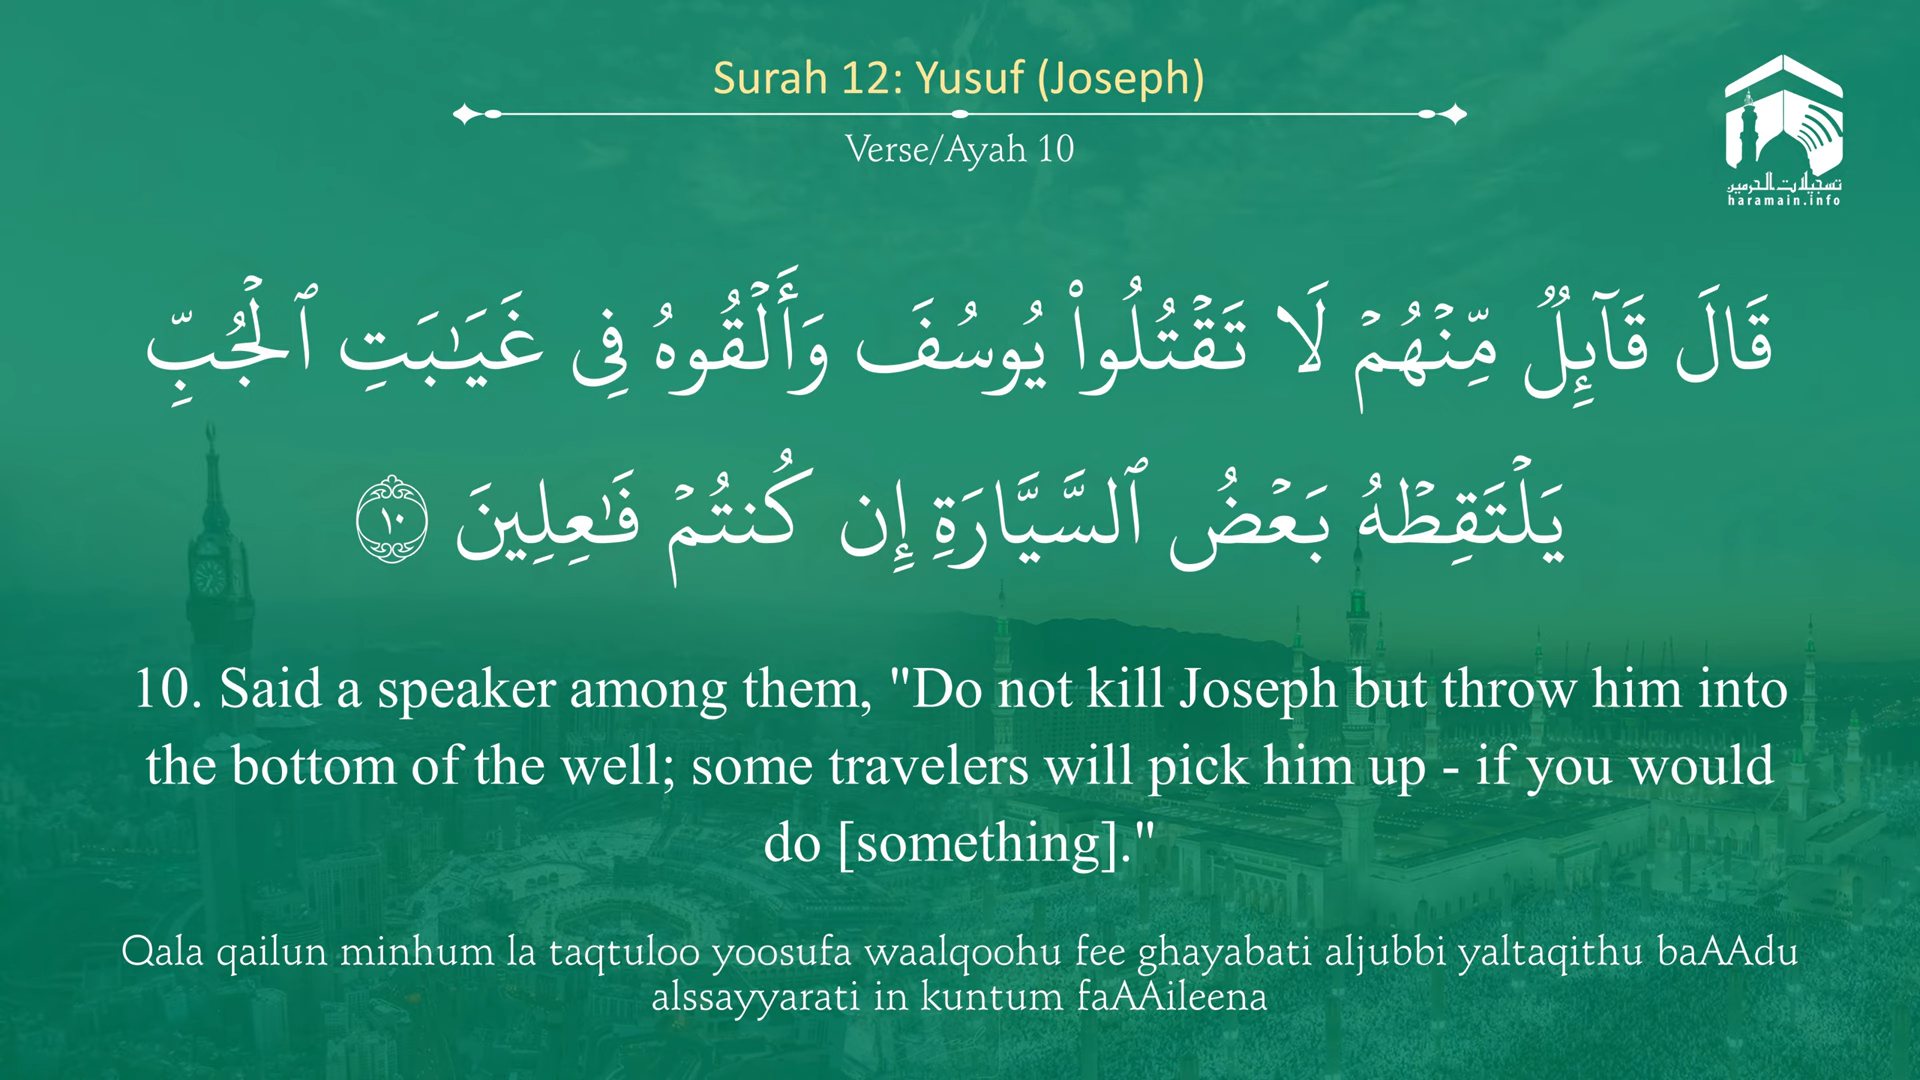 Surah 12: Yusuf (Joseph)
Verse/Ayah 10
تسجيلات الحرمين
haramain.info
قَالَ قَآئِلٌ مِّنۡهُمۡ لَا تَقۡتُلُواْ يُوسُفَ وَأَلۡقُوهُ فِي غَيَٰبَتِ ٱلۡجُبِّ
يَلۡتَقِطۡهُ بَعۡضُ ٱلسَّيَّارَةِ إِن كُنتُمۡ فَٰعِلِينَ ١٠
10. Said a speaker among them, "Do not kill Joseph but throw him into
the bottom of the well; some travelers will pick him up - if you would
do [something]."
Qala qailun minhum la taqtuloo yoosufa waalqoohu fee ghayabati aljubbi yaltaqithu baAAdu
alssayyarati in kuntum faAAileena